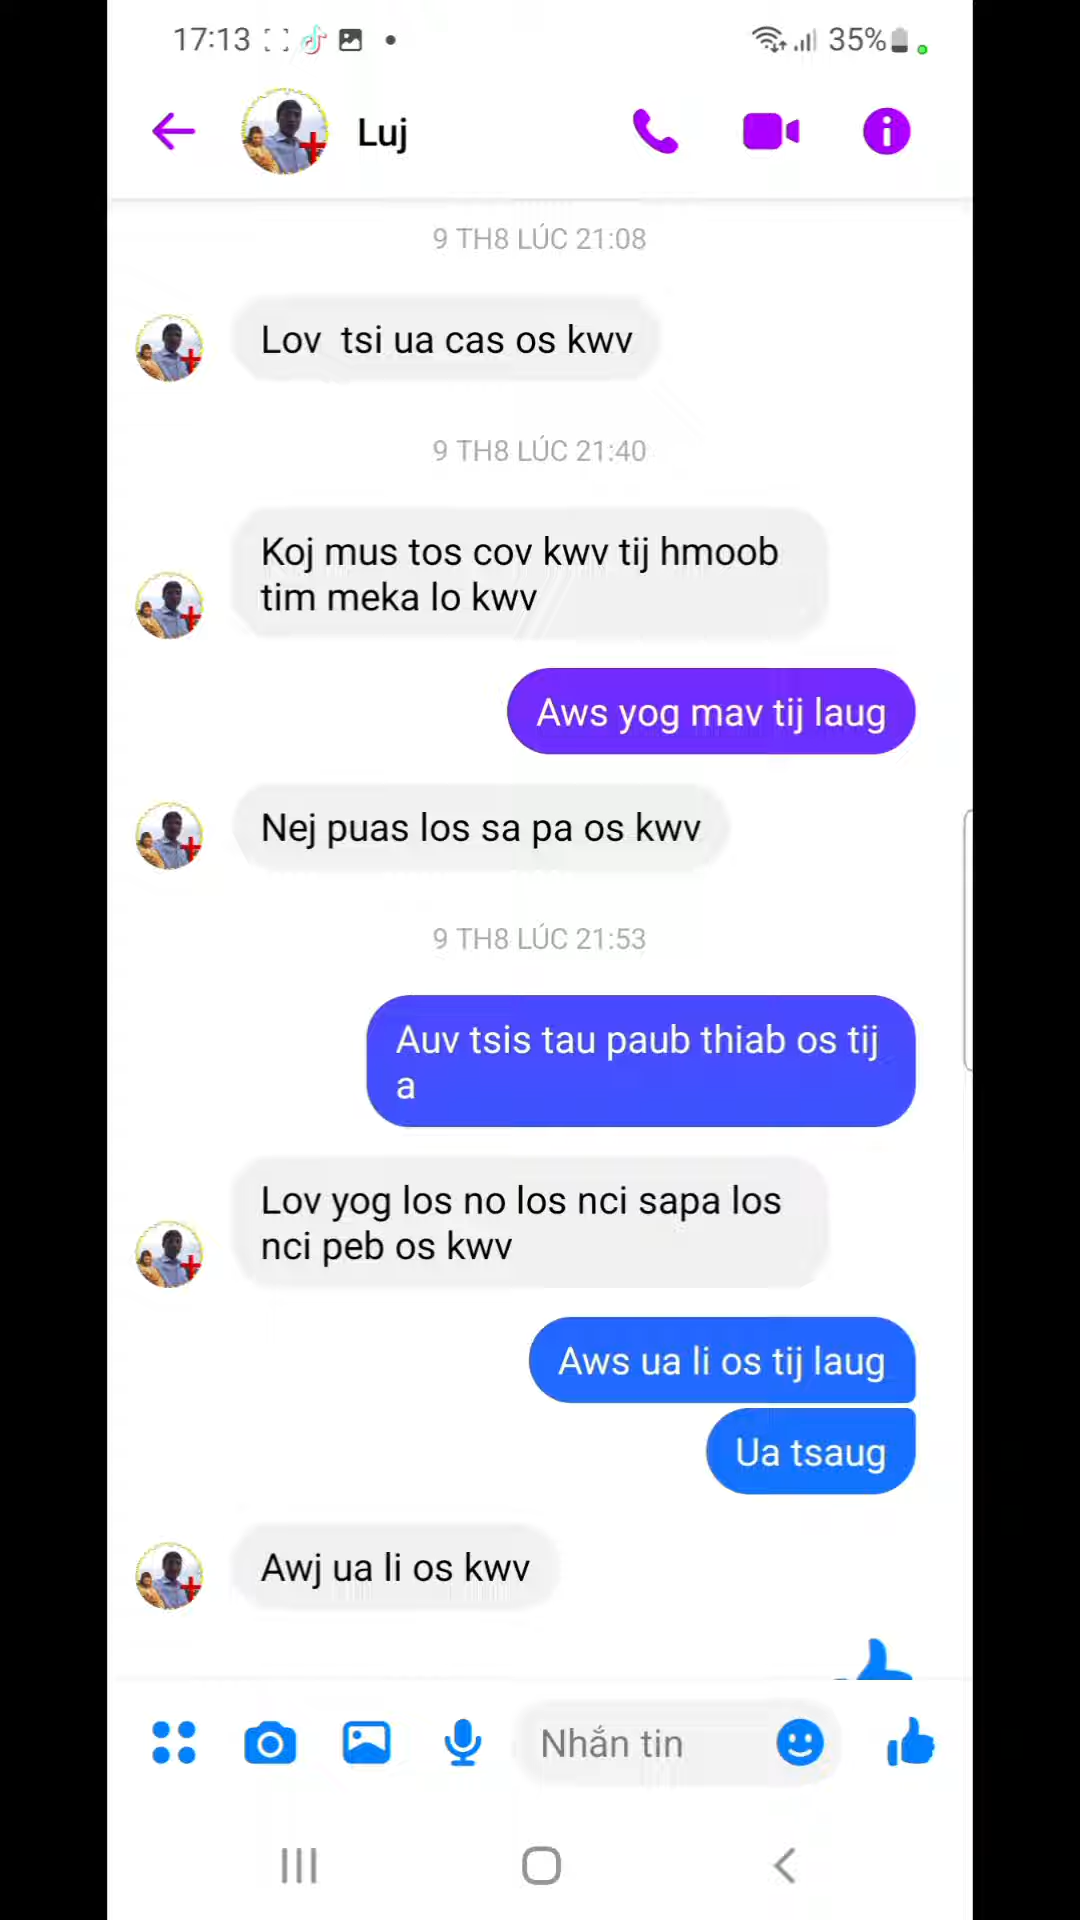 17:13
35%
Luj
9 TH8 LÚC 21:08
Lov tsi ua cas os kwv
9 TH8 LÚC 21:40
Koj mus tos cov kwv tij hmoob
tim meka lo kwv
Aws yog mav tij laug
Nej puas los sa pa os kwv
9 TH8 LÚC 21:53
Auv tsis tau paub thiab os tij
a
Lov yog los no los nci sapa los
nci peb os kwv
Aws ua li os tij laug
Ua tsaug
Awj ua li os kwv
Nhắn tin